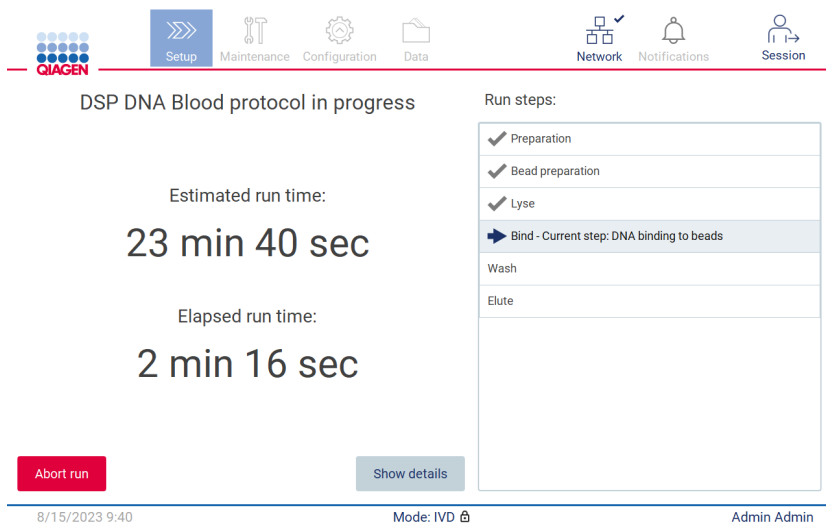 QIAGEN
Setup
Maintenance
Configuration
Data
Network
Notifications
Session
DSP DNA Blood protocol in progress
Estimated run time:
23 min 40 sec
Elapsed run time:
2 min 16 sec
Abort run
Show details
Run steps:
Preparation
Bead preparation
Lyse
Bind - Current step: DNA binding to beads
Wash
Elute
8/15/2023 9:40
Mode: IVD
Admin Admin